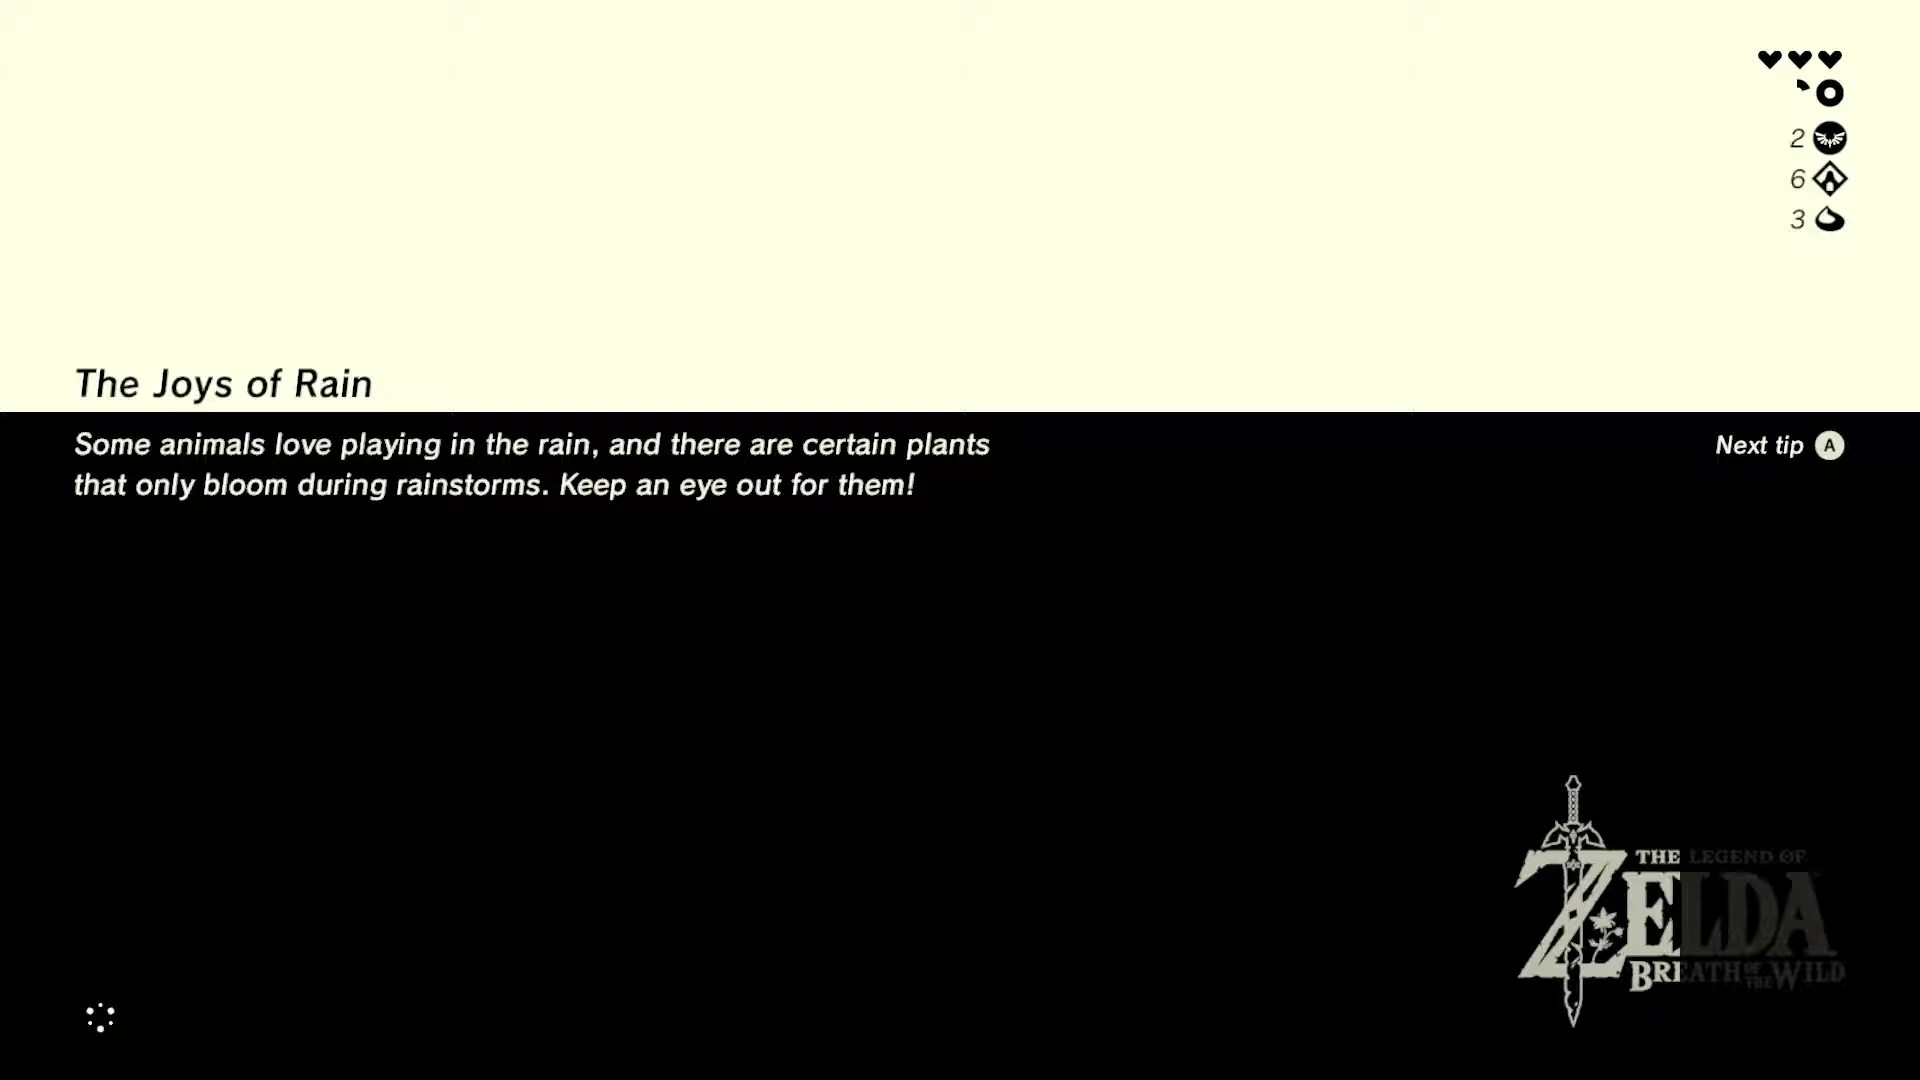 2
6
3
The Joys of Rain
Some animals love playing in the rain, and there are certain plants
that only bloom during rainstorms. Keep an eye out for them!
Next tip A
THE LEGEND OF
ZELDA
BREATH OF THE WILD